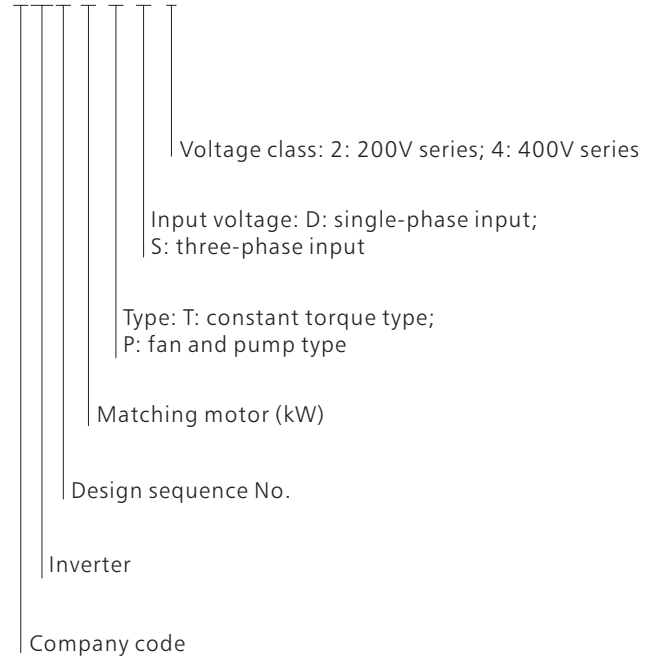 Voltage class: 2: 200V series; 4: 400V series
Input voltage: D: single-phase input;
S: three-phase input
Type: T: constant torque type;
P: fan and pump type
Matching motor (kW)
Design sequence No.
Inverter
Company code